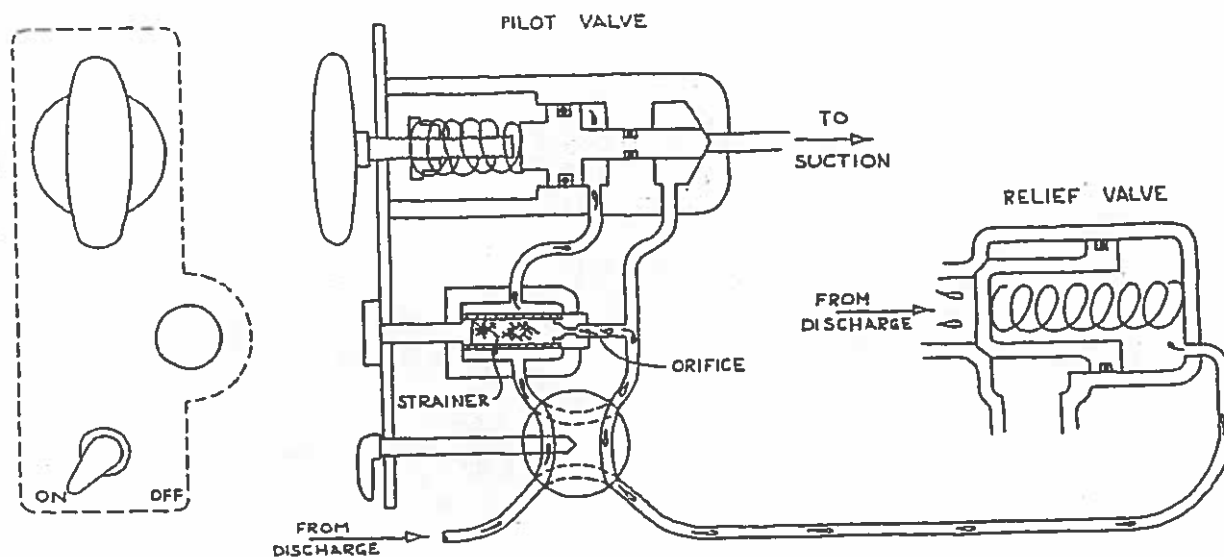 PILOT VALVE
TO
SUCTION
RELIEF VALVE
FROM
DISCHARGE
ORIFICE
STRAINER
ON
OFF
FROM
DISCHARGE